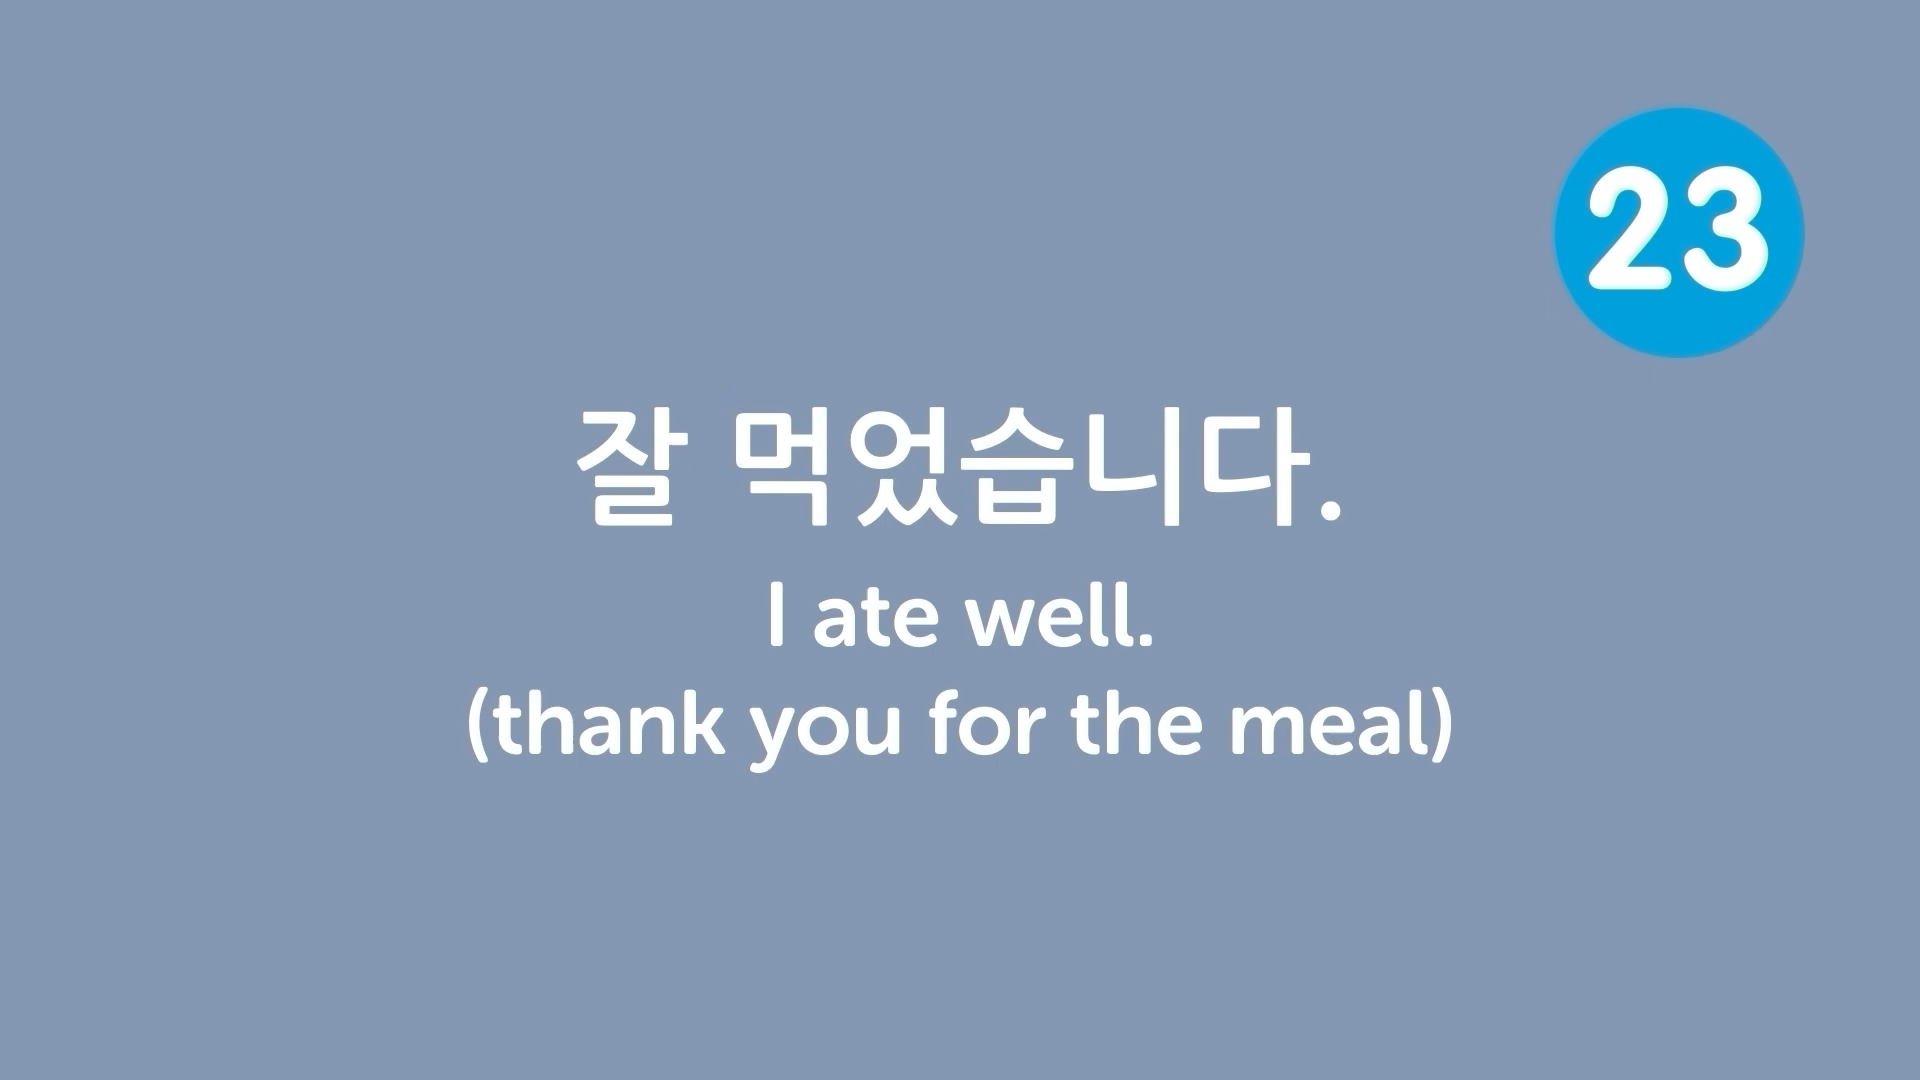 23
잘 먹었습니다.
I ate well.
(thank you for the meal)